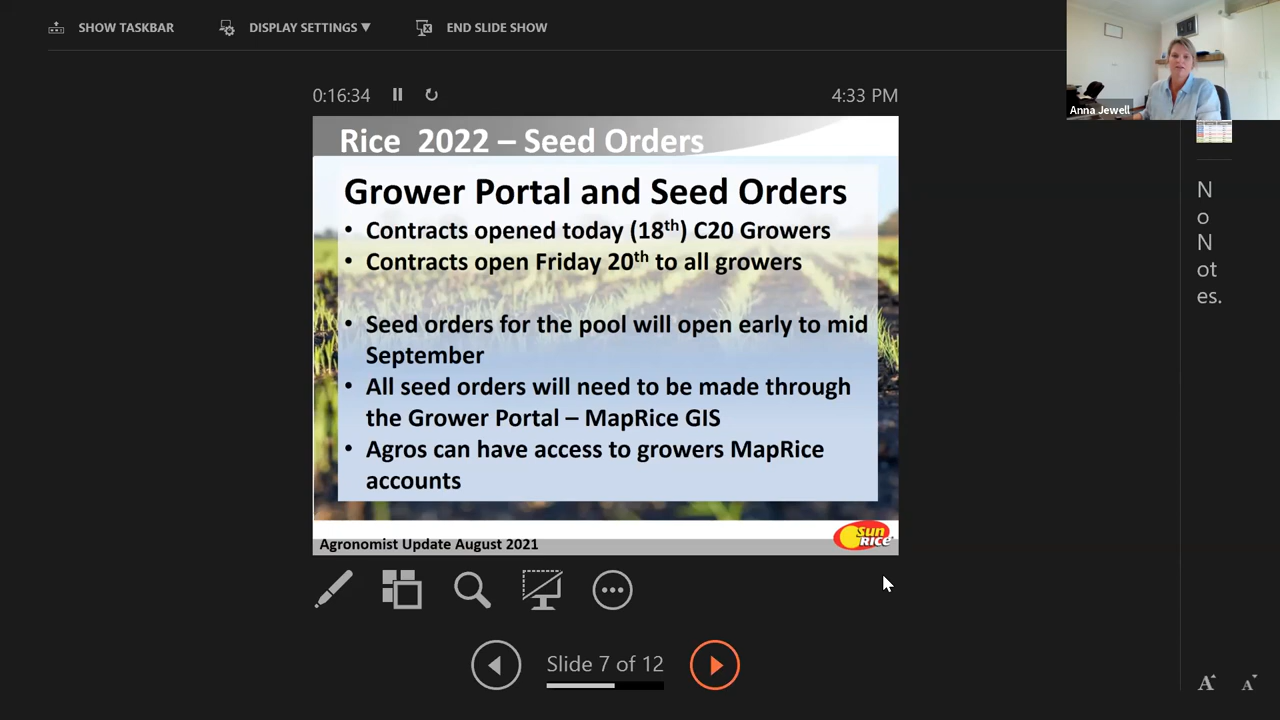 SHOW TASKBAR
DISPLAY SETTINGS ▼
END SLIDE SHOW
Anna Jewell
0:16:34
4:33 PM
Rice 2022 – Seed Orders
Grower Portal and Seed Orders
• Contracts opened today (18th) C20 Growers
• Contracts open Friday 20th to all growers
• Seed orders for the pool will open early to mid
September
• All seed orders will need to be made through
the Grower Portal – MapRice GIS
• Agros can have access to growers MapRice
accounts
Agronomist Update August 2021
Sun
RICE
N
o
N
ot
es.
Slide 7 of 12
A
A